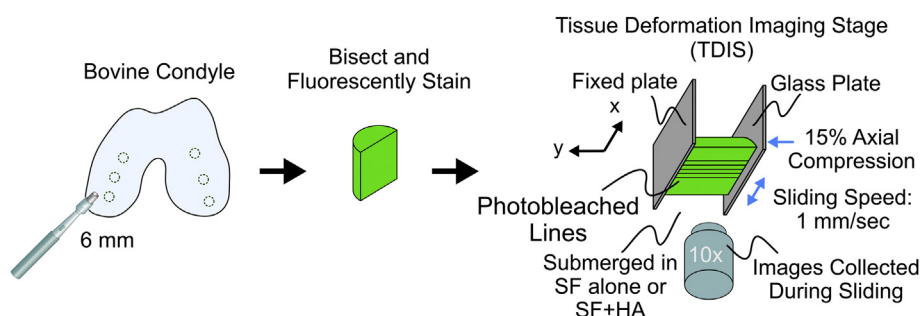 Bovine Condyle
6 mm
Bisect and
Fluorescently Stain
Tissue Deformation Imaging Stage
(TDIS)
Fixed plate
Glass Plate
x
y
15% Axial
Compression
Sliding Speed:
1 mm/sec
Photobleached
Lines
Submerged in
SF alone or
SF+HA
10x
Images Collected
During Sliding